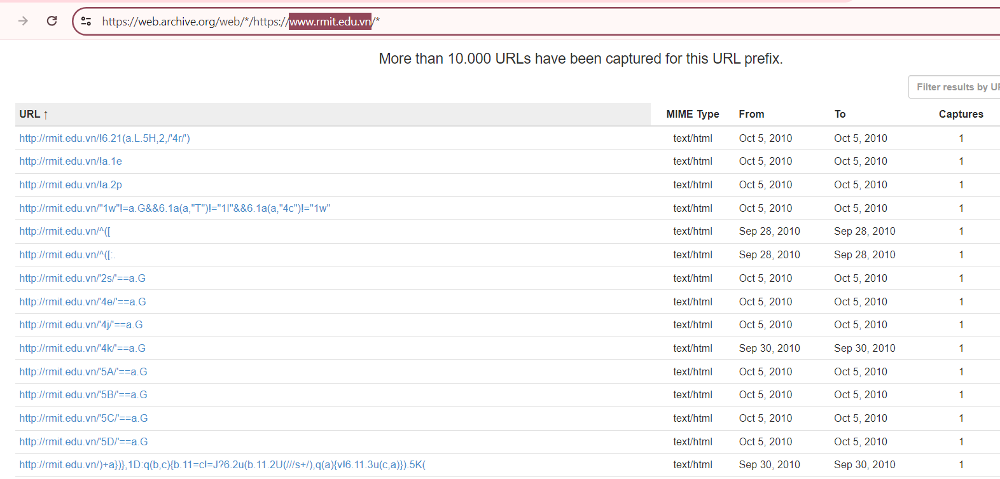 https://web.archive.org/web/*/https://www.rmit.edu.vn/*
More than 10.000 URLs have been captured for this URL prefix.
Filter results by UR
URL ↑ MIME Type From To Captures
http://rmit.edu.vn/!6.21(a.L.5H,2,/'4r/') text/html Oct 5, 2010 Oct 5, 2010 1
http://rmit.edu.vn/!a.1e text/html Oct 5, 2010 Oct 5, 2010 1
http://rmit.edu.vn/!a.2p text/html Oct 5, 2010 Oct 5, 2010 1
http://rmit.edu.vn/"1w"!=a.G&&6.1a(a,"T")!="1l"&&6.1a(a,"4c")!="1w" text/html Oct 5, 2010 Oct 5, 2010 1
http://rmit.edu.vn/^([ text/html Sep 28, 2010 Sep 28, 2010 1
http://rmit.edu.vn/^([:. text/html Sep 28, 2010 Sep 28, 2010 1
http://rmit.edu.vn/'2s/'==a.G text/html Oct 5, 2010 Oct 5, 2010 1
http://rmit.edu.vn/'4e/'==a.G text/html Oct 5, 2010 Oct 5, 2010 1
http://rmit.edu.vn/'4j/'==a.G text/html Oct 5, 2010 Oct 5, 2010 1
http://rmit.edu.vn/'4k/'==a.G text/html Sep 30, 2010 Sep 30, 2010 1
http://rmit.edu.vn/'5A/'==a.G text/html Oct 5, 2010 Oct 5, 2010 1
http://rmit.edu.vn/'5B/'==a.G text/html Oct 5, 2010 Oct 5, 2010 1
http://rmit.edu.vn/'5C/'==a.G text/html Oct 5, 2010 Oct 5, 2010 1
http://rmit.edu.vn/'5D/'==a.G text/html Oct 5, 2010 Oct 5, 2010 1
http://rmit.edu.vn/)+a})},1D:q(b,c){b.11=c!=J?6.2u(b.11.2U(///s+/),q(a){v!6.11.3u(c,a)}).5K( text/html Sep 30, 2010 Sep 30, 2010 1